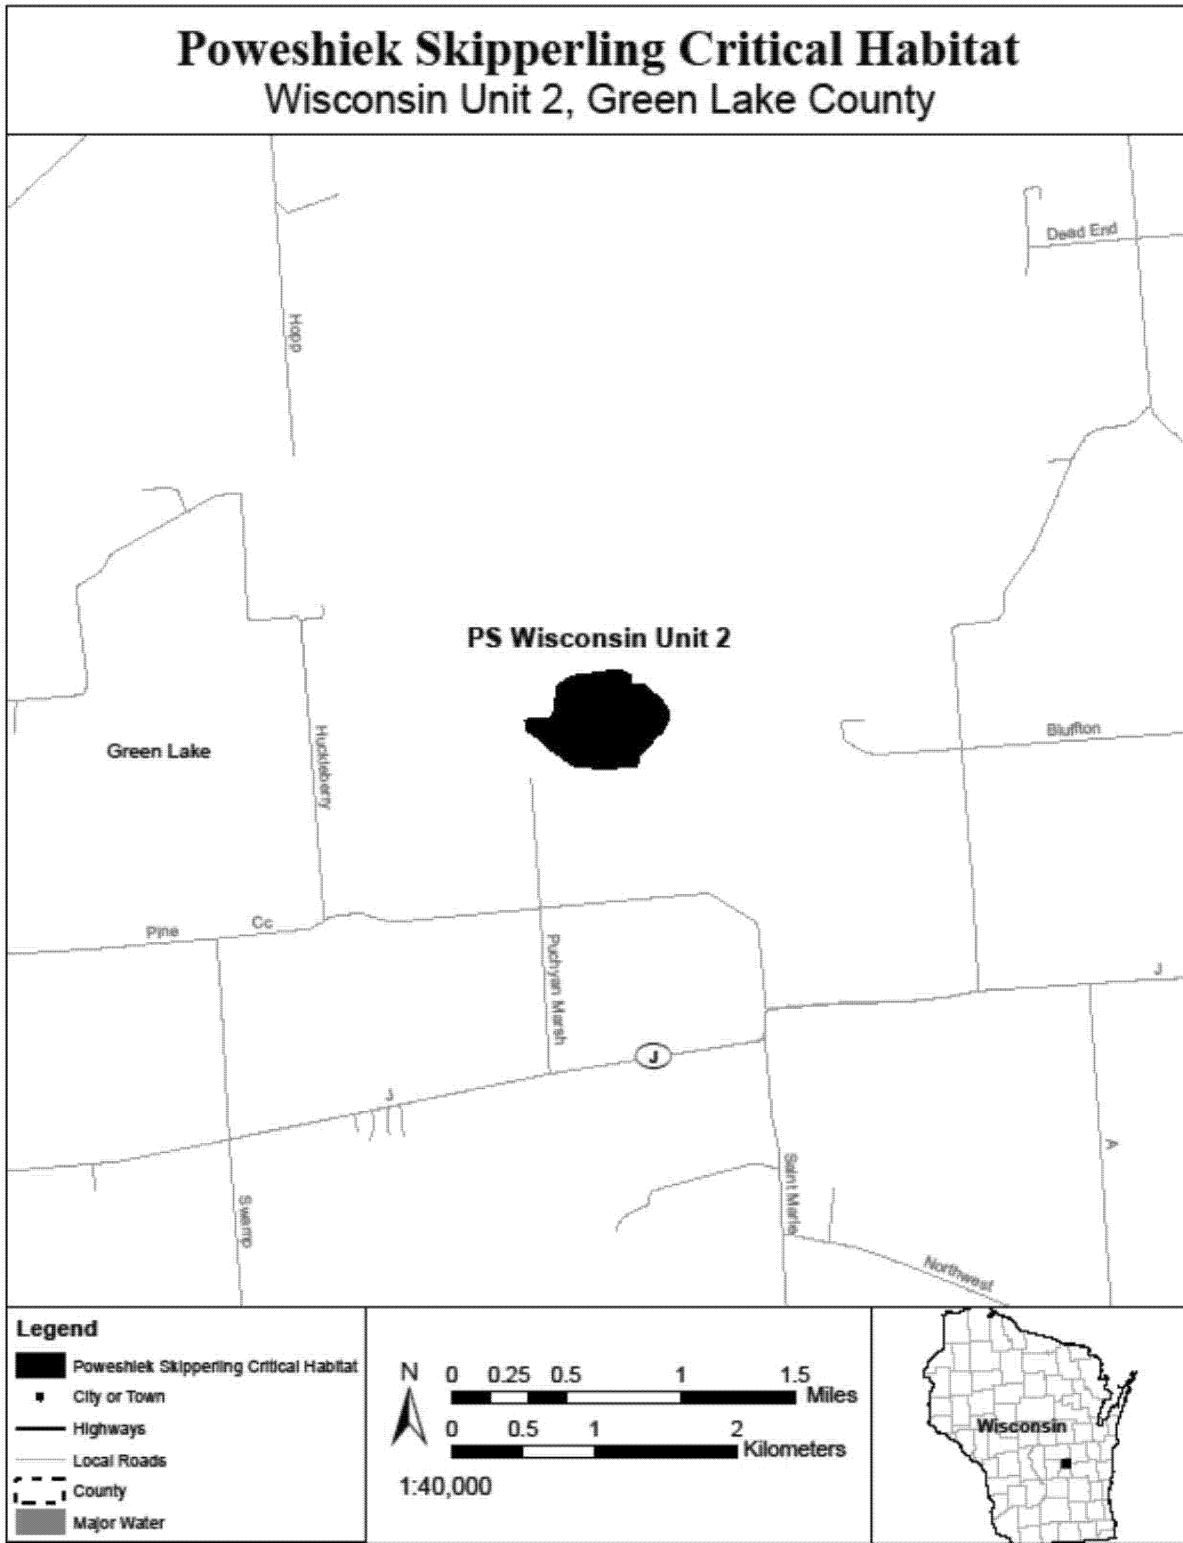 Poweshiek Skipperling Critical Habitat
Wisconsin Unit 2, Green Lake County
Dead End
Hopp
PS Wisconsin Unit 2
Green Lake
Huckleberry
Bluffton
Pine
Cc
Puchyan Marsh
J
J
J
A
Saint Marie
Swamp
Northwest
Legend
Poweshiek Skipperling Critical Habitat
City or Town
Highways
Local Roads
County
Major Water
N
0 0.25 0.5 1 1.5
Miles
0 0.5 1 2
Kilometers
1:40,000
Wisconsin